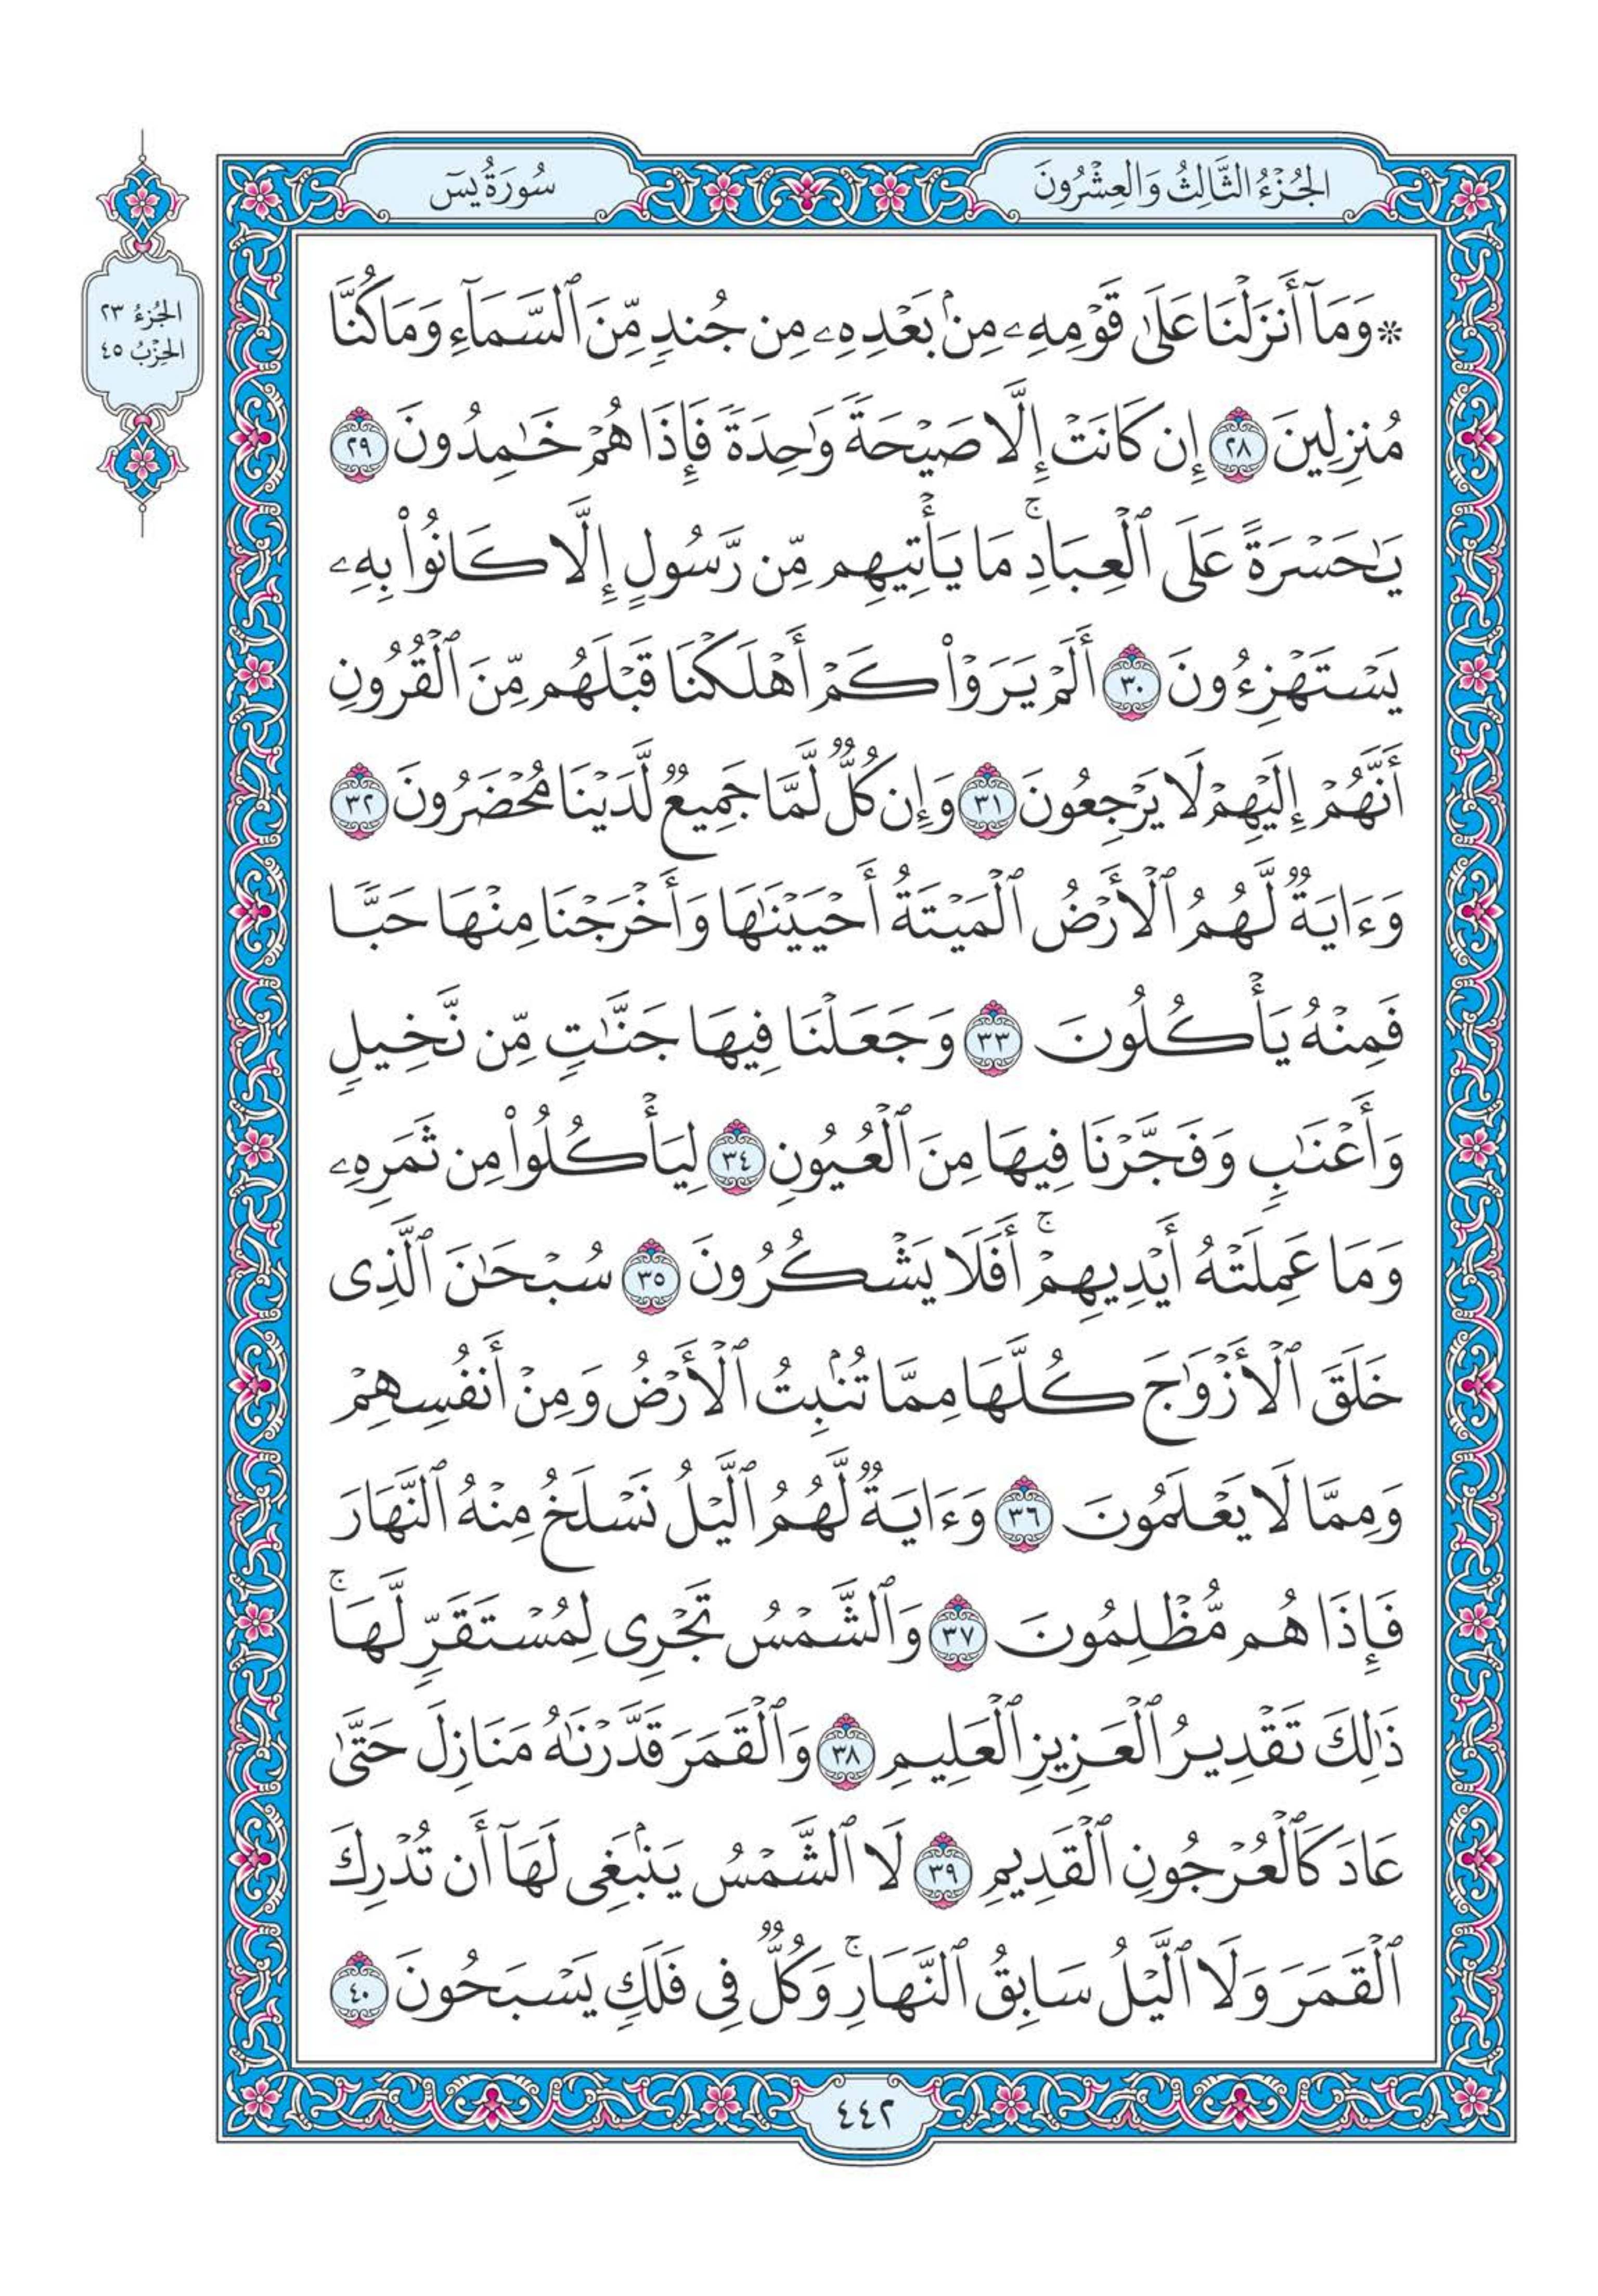 الجُزْءُ الثَّالِثُ وَالعِشْرُونَ
سُورَةُ يسٓ
الجُزءُ ٢٣
الحِزْبُ ٤٥
* وَمَآ أَنزَلْنَا عَلَىٰ قَوْمِهِۦ مِنۢ بَعْدِهِۦ مِن جُندٍ مِّنَ ٱلسَّمَآءِ وَمَا كُنَّا
مُنزِلِينَ ٢٨ إِن كَانَتْ إِلَّا صَيْحَةً وَٰحِدَةً فَإِذَا هُمْ خَٰمِدُونَ ٢٩
يَٰحَسْرَةً عَلَى ٱلْعِبَادِۚ مَا يَأْتِيهِم مِّن رَّسُولٍ إِلَّا كَانُوا۟ بِهِۦ
يَسْتَهْزِءُونَ ٣٠ أَلَمْ يَرَوْا۟ كَمْ أَهْلَكْنَا قَبْلَهُم مِّنَ ٱلْقُرُونِ
أَنَّهُمْ إِلَيْهِمْ لَا يَرْجِعُونَ ٣١ وَإِن كُلٌّ لَّمَّا جَمِيعٌ لَّدَيْنَا مُحْضَرُونَ ٣٢
وَءَايَةٌ لَّهُمُ ٱلْأَرْضُ ٱلْمَيْتَةُ أَحْيَيْنَٰهَا وَأَخْرَجْنَا مِنْهَا حَبًّا
فَمِنْهُ يَأْكُلُونَ ٣٣ وَجَعَلْنَا فِيهَا جَنَّٰتٍ مِّن نَّخِيلٍ
وَأَعْنَٰبٍ وَفَجَّرْنَا فِيهَا مِنَ ٱلْعُيُونِ ٣٤ لِيَأْكُلُوا۟ مِن ثَمَرِهِۦ
وَمَا عَمِلَتْهُ أَيْدِيهِمْۚ أَفَلَا يَشْكُرُونَ ٣٥ سُبْحَٰنَ ٱلَّذِى
خَلَقَ ٱلْأَزْوَٰجَ كُلَّهَا مِمَّا تُنۢبِتُ ٱلْأَرْضُ وَمِنْ أَنفُسِهِمْ
وَمِمَّا لَا يَعْلَمُونَ ٣٦ وَءَايَةٌ لَّهُمُ ٱلَّيْلُ نَسْلَخُ مِنْهُ ٱلنَّهَارَ
فَإِذَا هُم مُّظْلِمُونَ ٣٧ وَٱلشَّمْسُ تَجْرِى لِمُسْتَقَرٍّ لَّهَاۚ
ذَٰلِكَ تَقْدِيرُ ٱلْعَزِيزِ ٱلْعَلِيمِ ٣٨ وَٱلْقَمَرَ قَدَّرْنَٰهُ مَنَازِلَ حَتَّىٰ
عَادَ كَٱلْعُرْجُونِ ٱلْقَدِيمِ ٣٩ لَا ٱلشَّمْسُ يَنۢبَغِى لَهَآ أَن تُدْرِكَ
ٱلْقَمَرَ وَلَا ٱلَّيْلُ سَابِقُ ٱلنَّهَارِۚ وَكُلٌّ فِى فَلَكٍ يَسْبَحُونَ ٤٠
٤٤٢